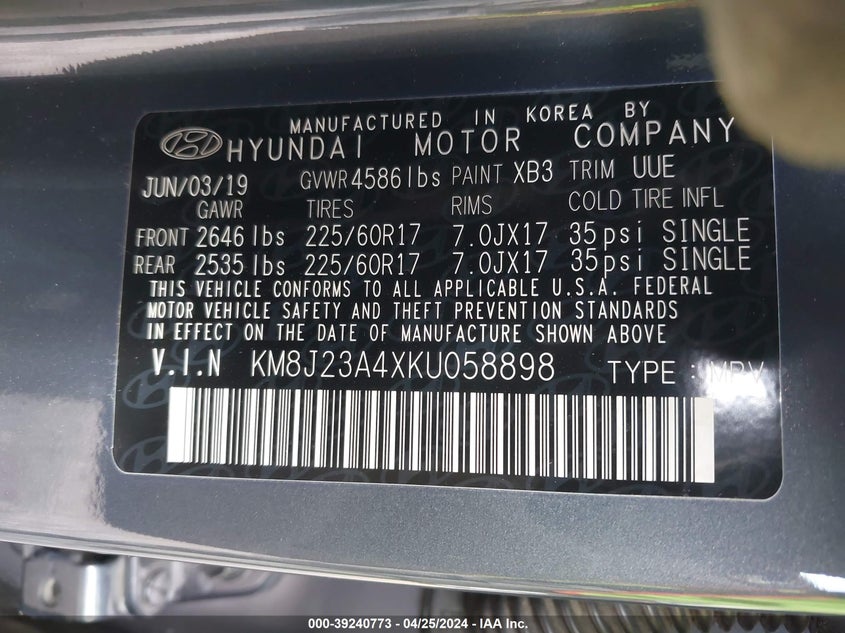 MANUFACTURED IN KOREA BY
HYUNDAI MOTOR COMPANY
JUN/03/19 GVWR 4586 lbs PAINT XB3 TRIM UUE
GAWR TIRES RIMS COLD TIRE INFL
FRONT 2646 lbs 225/60R17 7.0JX17 35psi SINGLE
REAR 2535 lbs 225/60R17 7.0JX17 35psi SINGLE
THIS VEHICLE CONFORMS TO ALL APPLICABLE U.S.A. FEDERAL
MOTOR VEHICLE SAFETY AND THEFT PREVENTION STANDARDS
IN EFFECT ON THE DATE OF MANUFACTURE SHOWN ABOVE
V.I.N KM8J23A4XKU058898 TYPE : MPV
000-39240773 - 04/25/2024 - IAA Inc.